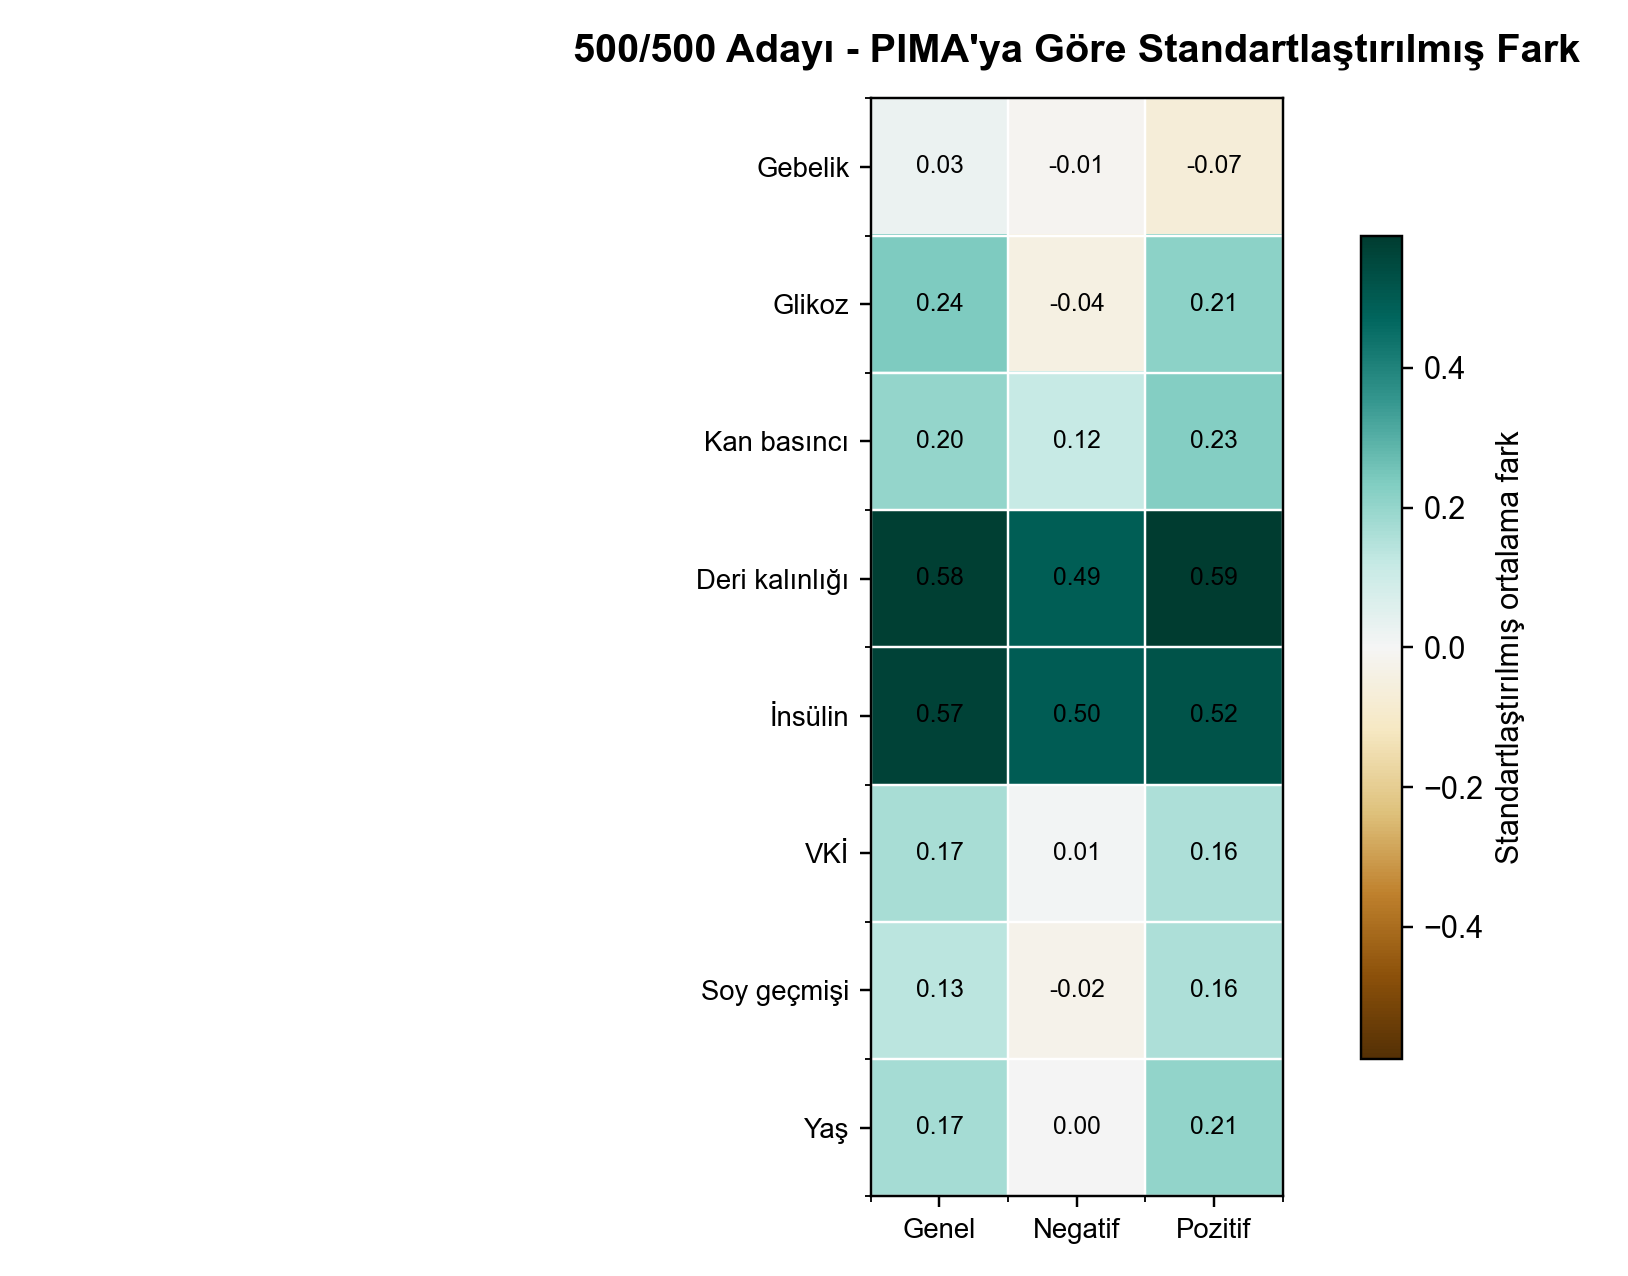 500/500 Adayı - PIMA'ya Göre Standartlaştırılmış Fark
Gebelik 0.03 -0.01 -0.07
Glikoz 0.24 -0.04 0.21
Kan basıncı 0.20 0.12 0.23
Deri kalınlığı 0.58 0.49 0.59
İnsülin 0.57 0.50 0.52
VKİ 0.17 0.01 0.16
Soy geçmişi 0.13 -0.02 0.16
Yaş 0.17 0.00 0.21
Genel Negatif Pozitif
0.4
0.2
0.0
−0.2
−0.4
Standartlaştırılmış ortalama fark